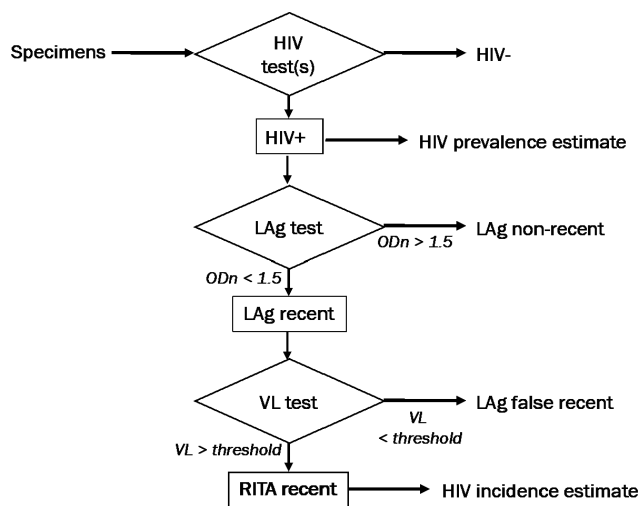 Specimens
HIV
test(s)
HIV-
HIV+
HIV prevalence estimate
LAg test
ODn > 1.5
LAg non-recent
ODn < 1.5
LAg recent
VL test
VL
< threshold
LAg false recent
VL > threshold
RITA recent
HIV incidence estimate